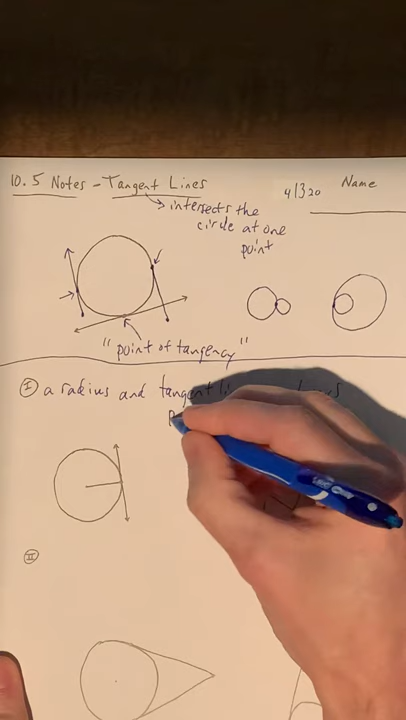 10.5 Notes - Tangent Lines
4/3 20
Name
intersects the
circle at one
point
"point of tangency"
I a radius and tangent
II